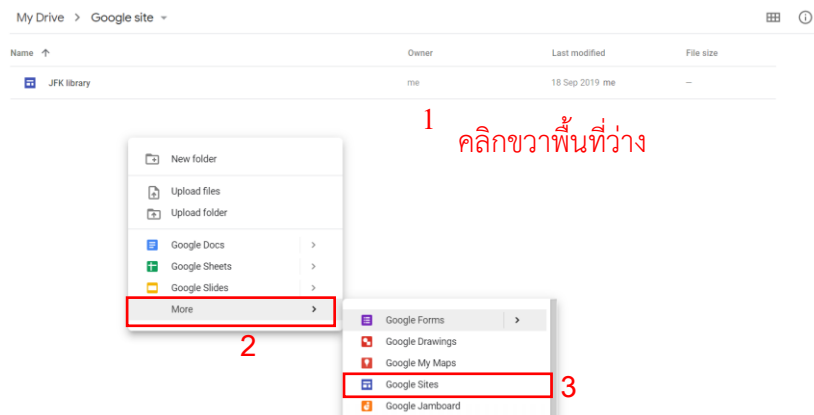 My Drive > Google site
Name Owner Last modified File size
JFK library me 18 Sep 2019 me –
1
คลิกขวาพื้นที่ว่าง
New folder
Upload files
Upload folder
Google Docs
Google Sheets
Google Slides
More
2
Google Forms
Google Drawings
Google My Maps
Google Sites
3
Google Jamboard